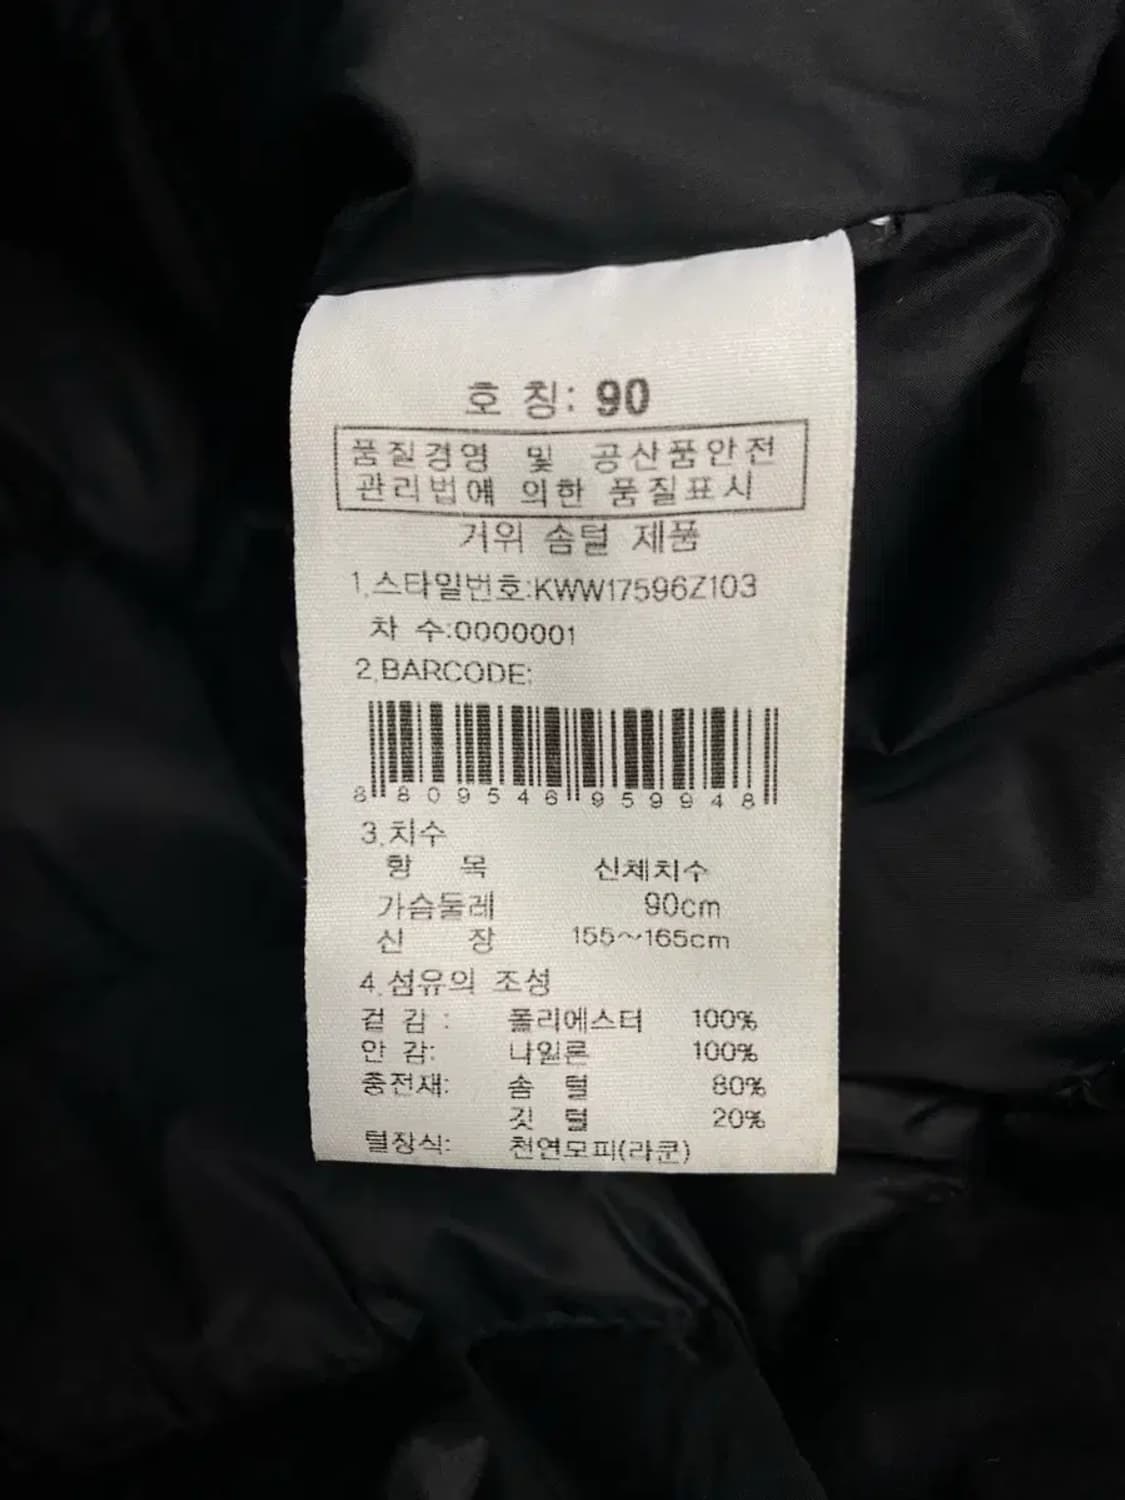 호 칭: 90
품질경영 및 공산품안전
관리법에 의한 품질표시
거위 솜털 제품
1.스타일번호:KWW17596Z103
차 수:0000001
2.BARCODE:
8 809546 959948
3.치수
항 목 신체치수
가슴둘레 90cm
신 장 155~165cm
4.섬유의 조성
겉 감 : 폴리에스터 100%
안 감: 나일론 100%
충전재: 솜 털 80%
깃 털 20%
털장식: 천연모피(라쿤)